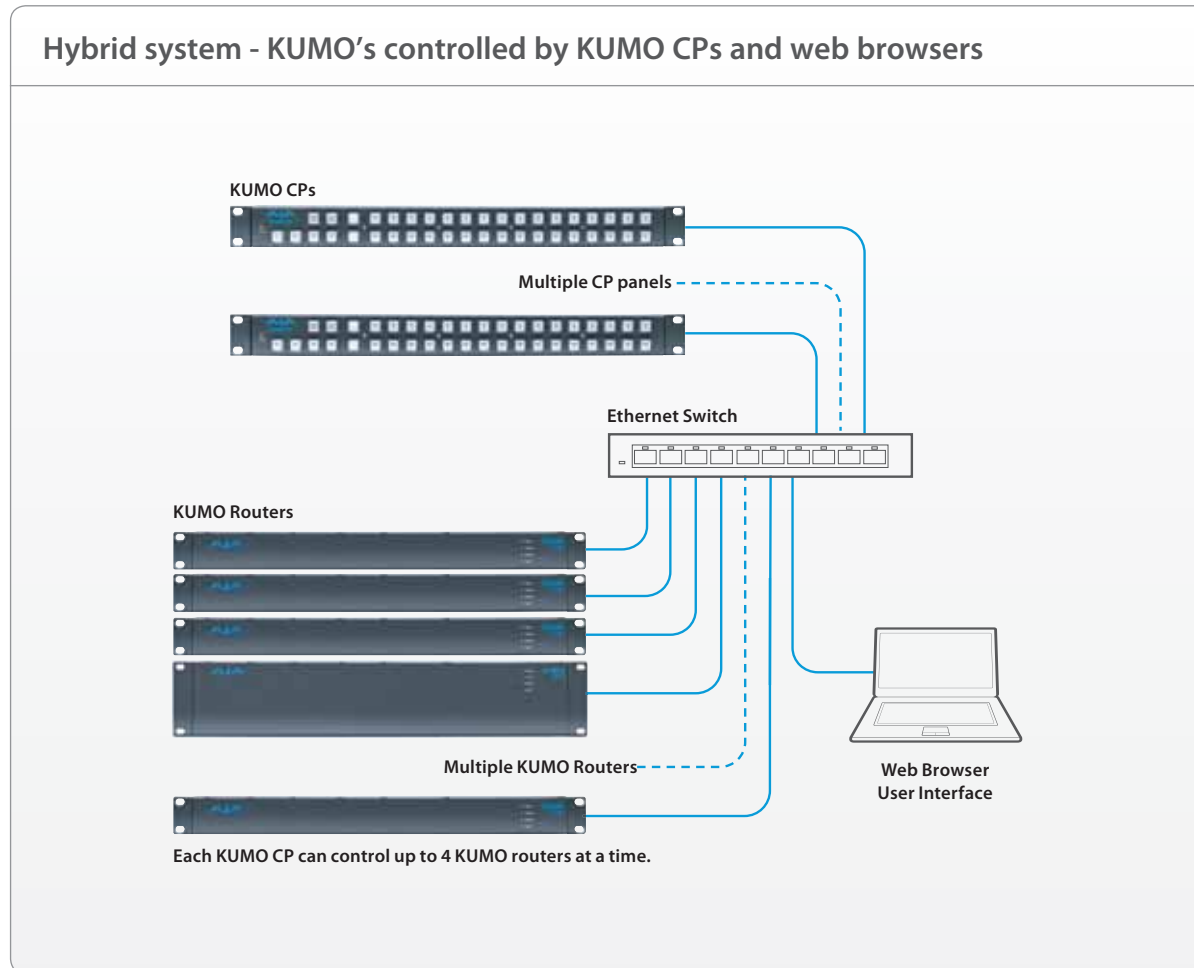 Hybrid system - KUMO's controlled by KUMO CPs and web browsers
KUMO CPs
Multiple CP panels
Ethernet Switch
KUMO Routers
Multiple KUMO Routers
Web Browser
User Interface
Each KUMO CP can control up to 4 KUMO routers at a time.